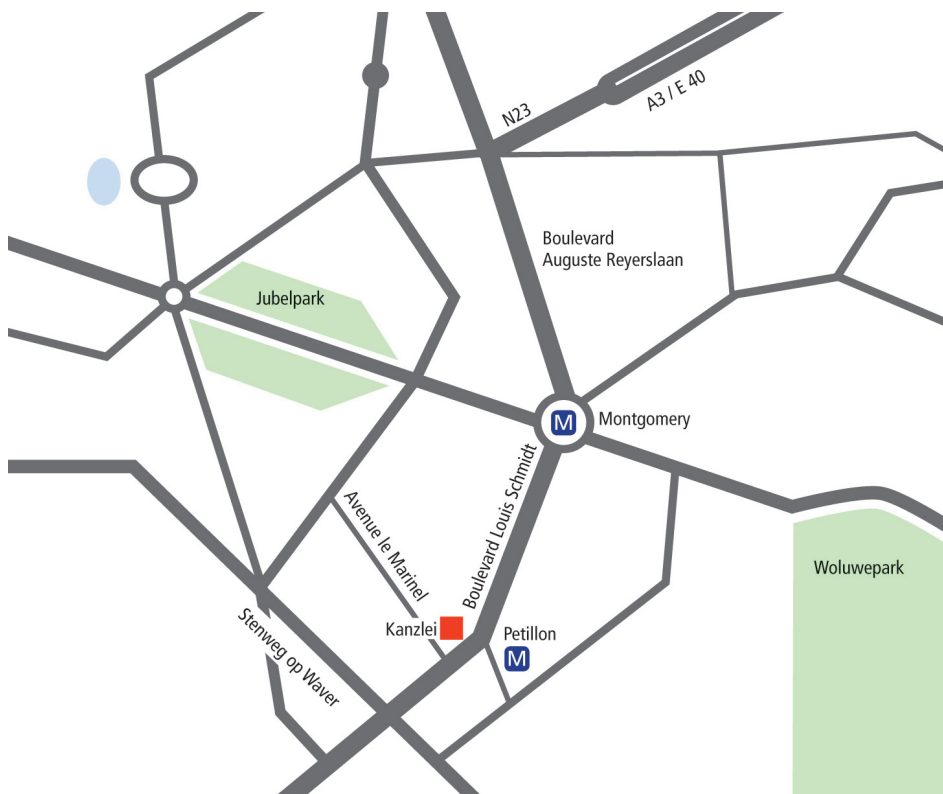 N23
A3 / E 40
Boulevard
Auguste Reyerslaan
Jubelpark
M
Montgomery
Boulevard Louis Schmidt
Avenue le Marinel
Woluwepark
Kanzlei
Petillon
M
Stenweg op Waver